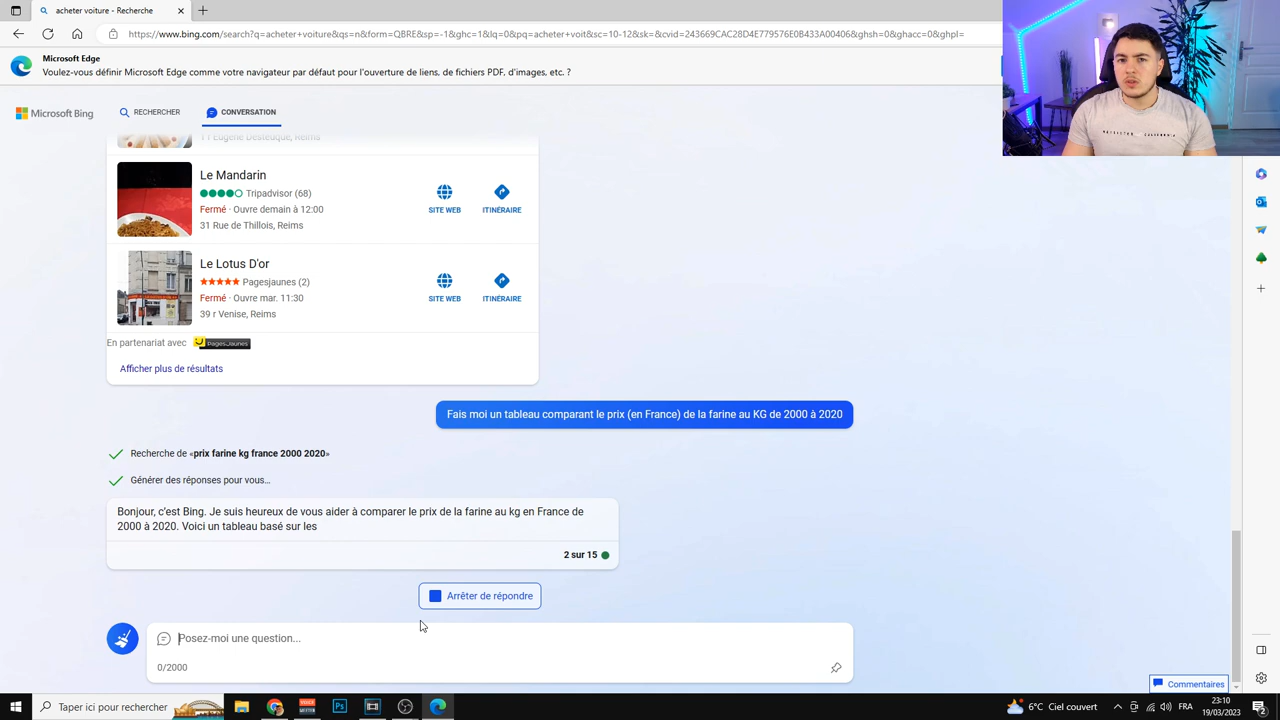 acheter voiture - Recherche
https://www.bing.com/search?q=acheter+voiture&qs=n&form=QBRE&sp=-1&ghc=1&lq=0&pq=acheter+voit&sc=10-12&sk=&cvid=243669CAC28D4E779576E0B433A00406&ghsh=0&ghacc=0&ghpl=
Microsoft Edge
Voulez-vous définir Microsoft Edge comme votre navigateur par défaut pour l'ouverture de liens, de fichiers PDF, d'images, etc. ?
Microsoft Bing
RECHERCHER
CONVERSATION
11 Eugène Desteuque, Reims
Le Mandarin
Tripadvisor (68)
Fermé · Ouvre demain à 12:00
31 Rue de Thillois, Reims
SITE WEB
ITINÉRAIRE
Le Lotus D'or
Pagesjaunes (2)
Fermé · Ouvre mar. 11:30
39 r Venise, Reims
SITE WEB
ITINÉRAIRE
En partenariat avec PagesJaunes
Afficher plus de résultats
Fais moi un tableau comparant le prix (en France) de la farine au KG de 2000 à 2020
Recherche de «prix farine kg france 2000 2020»
Générer des réponses pour vous…
Bonjour, c'est Bing. Je suis heureux de vous aider à comparer le prix de la farine au kg en France de
2000 à 2020. Voici un tableau basé sur les
2 sur 15
Arrêter de répondre
Posez-moi une question...
0/2000
Commentaires
Taper ici pour rechercher
Ps
6°C Ciel couvert
FRA
23:10
19/03/2023
2